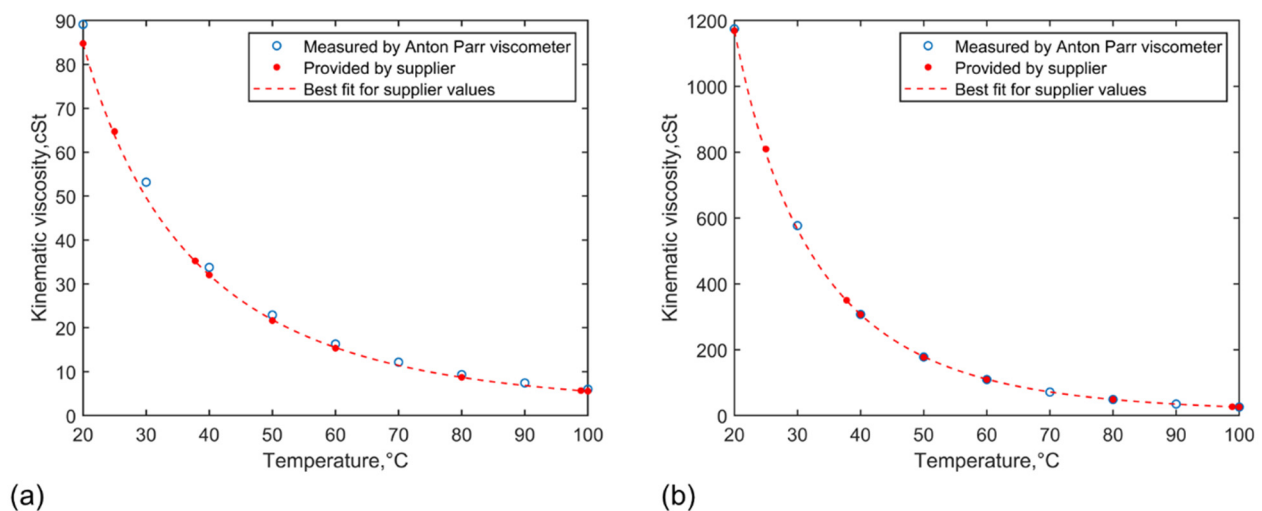 90
80
70
60
50
40
30
20
10
0
Kinematic viscosity,cSt
Measured by Anton Parr viscometer
Provided by supplier
Best fit for supplier values
20 30 40 50 60 70 80 90 100
Temperature,°C
(a)
1200
1000
800
600
400
200
0
Kinematic viscosity,cSt
Measured by Anton Parr viscometer
Provided by supplier
Best fit for supplier values
20 30 40 50 60 70 80 90 100
Temperature,°C
(b)